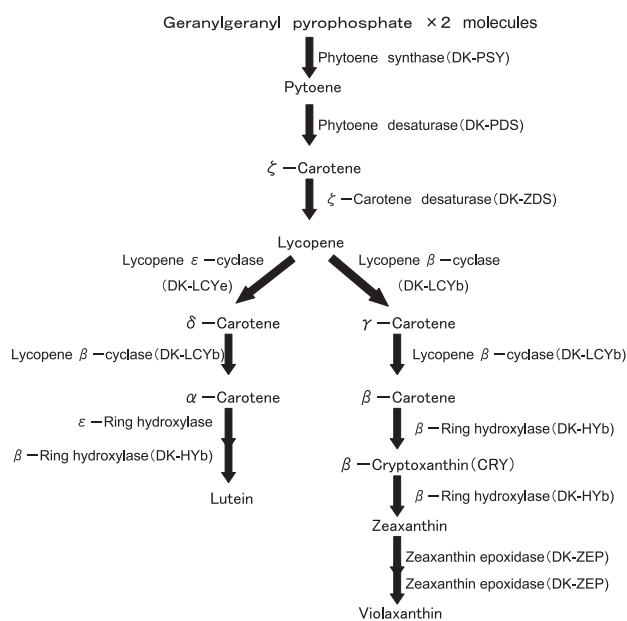 Geranylgeranyl pyrophosphate ×2 molecules
Phytoene synthase(DK-PSY)
Pytoene
Phytoene desaturase(DK-PDS)
ζ－Carotene
ζ－Carotene desaturase(DK-ZDS)
Lycopene
Lycopene ε－cyclase
(DK-LCYe)
Lycopene β－cyclase
(DK-LCYb)
δ－Carotene
γ－Carotene
Lycopene β－cyclase(DK-LCYb)
Lycopene β－cyclase(DK-LCYb)
α－Carotene
β－Carotene
ε－Ring hydroxylase
β－Ring hydroxylase(DK-HYb)
β－Ring hydroxylase(DK-HYb)
β－Cryptoxanthin(CRY)
Lutein
β－Ring hydroxylase(DK-HYb)
Zeaxanthin
Zeaxanthin epoxidase(DK-ZEP)
Zeaxanthin epoxidase(DK-ZEP)
Violaxanthin